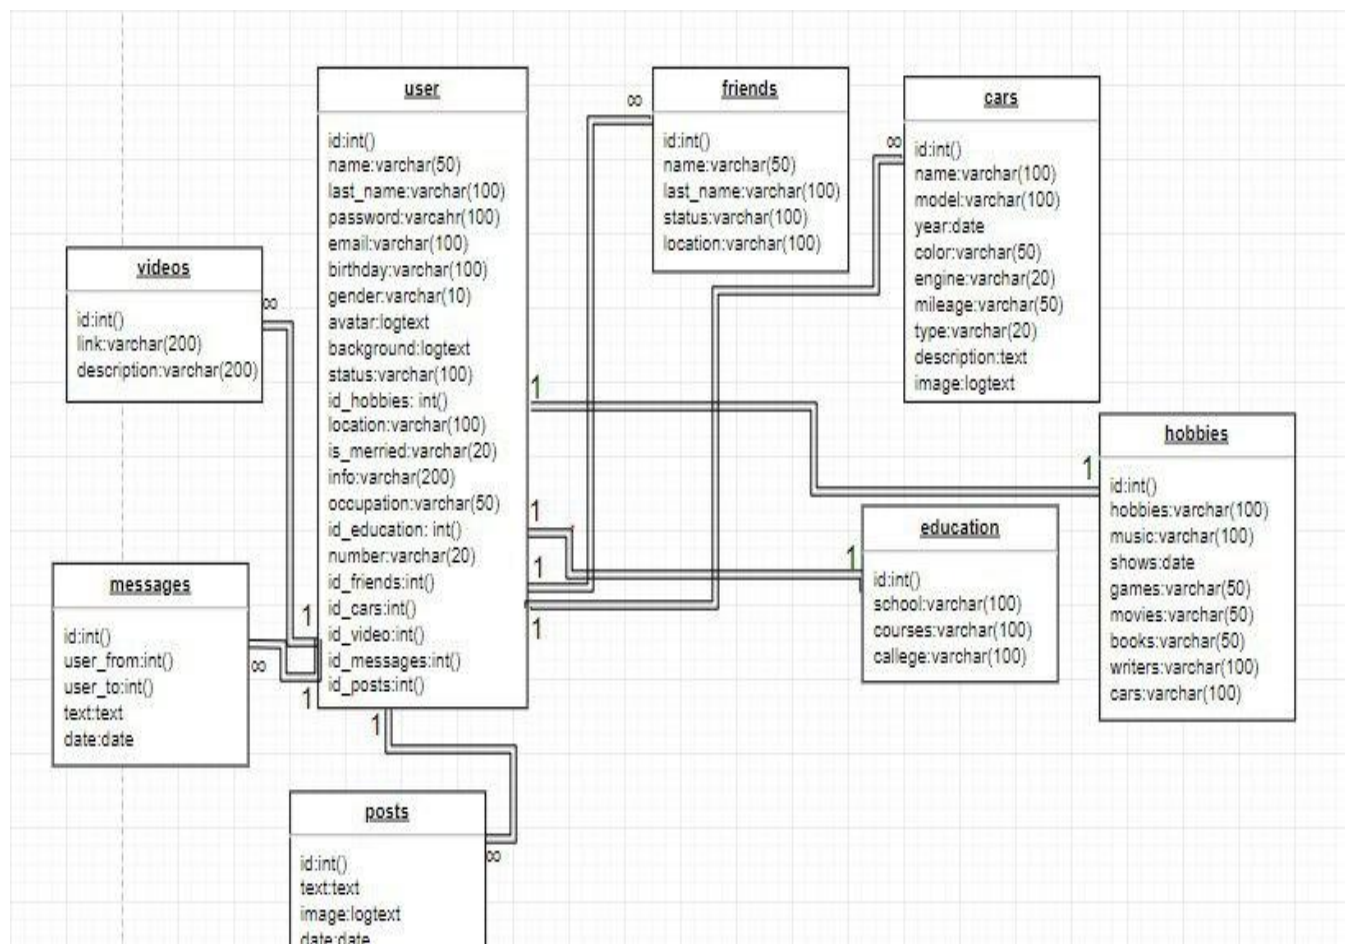 user
id:int()
name:varchar(50)
last_name:varchar(100)
password:varcahr(100)
email:varchar(100)
birthday:varchar(100)
gender:varchar(10)
avatar:logtext
background:logtext
status:varchar(100)
id_hobbies: int()
location:varchar(100)
is_merried:varchar(20)
info:varchar(200)
occupation:varchar(50)
id_education: int()
number:varchar(20)
id_friends:int()
id_cars:int()
id_video:int()
id_messages:int()
id_posts:int()
friends
id:int()
name:varchar(50)
last_name:varchar(100)
status:varchar(100)
location:varchar(100)
cars
id:int()
name:varchar(100)
model:varchar(100)
year:date
color:varchar(50)
engine:varchar(20)
mileage:varchar(50)
type:varchar(20)
description:text
image:logtext
videos
id:int()
link:varchar(200)
description:varchar(200)
hobbies
id:int()
hobbies:varchar(100)
music:varchar(100)
shows:date
games:varchar(50)
movies:varchar(50)
books:varchar(50)
writers:varchar(100)
cars:varchar(100)
education
id:int()
school:varchar(100)
courses:varchar(100)
callege:varchar(100)
messages
id:int()
user_from:int()
user_to:int()
text:text
date:date
posts
id:int()
text:text
image:logtext
date:date
∞
∞
∞
∞
∞
1
1
1
1
1
1
1
1
1